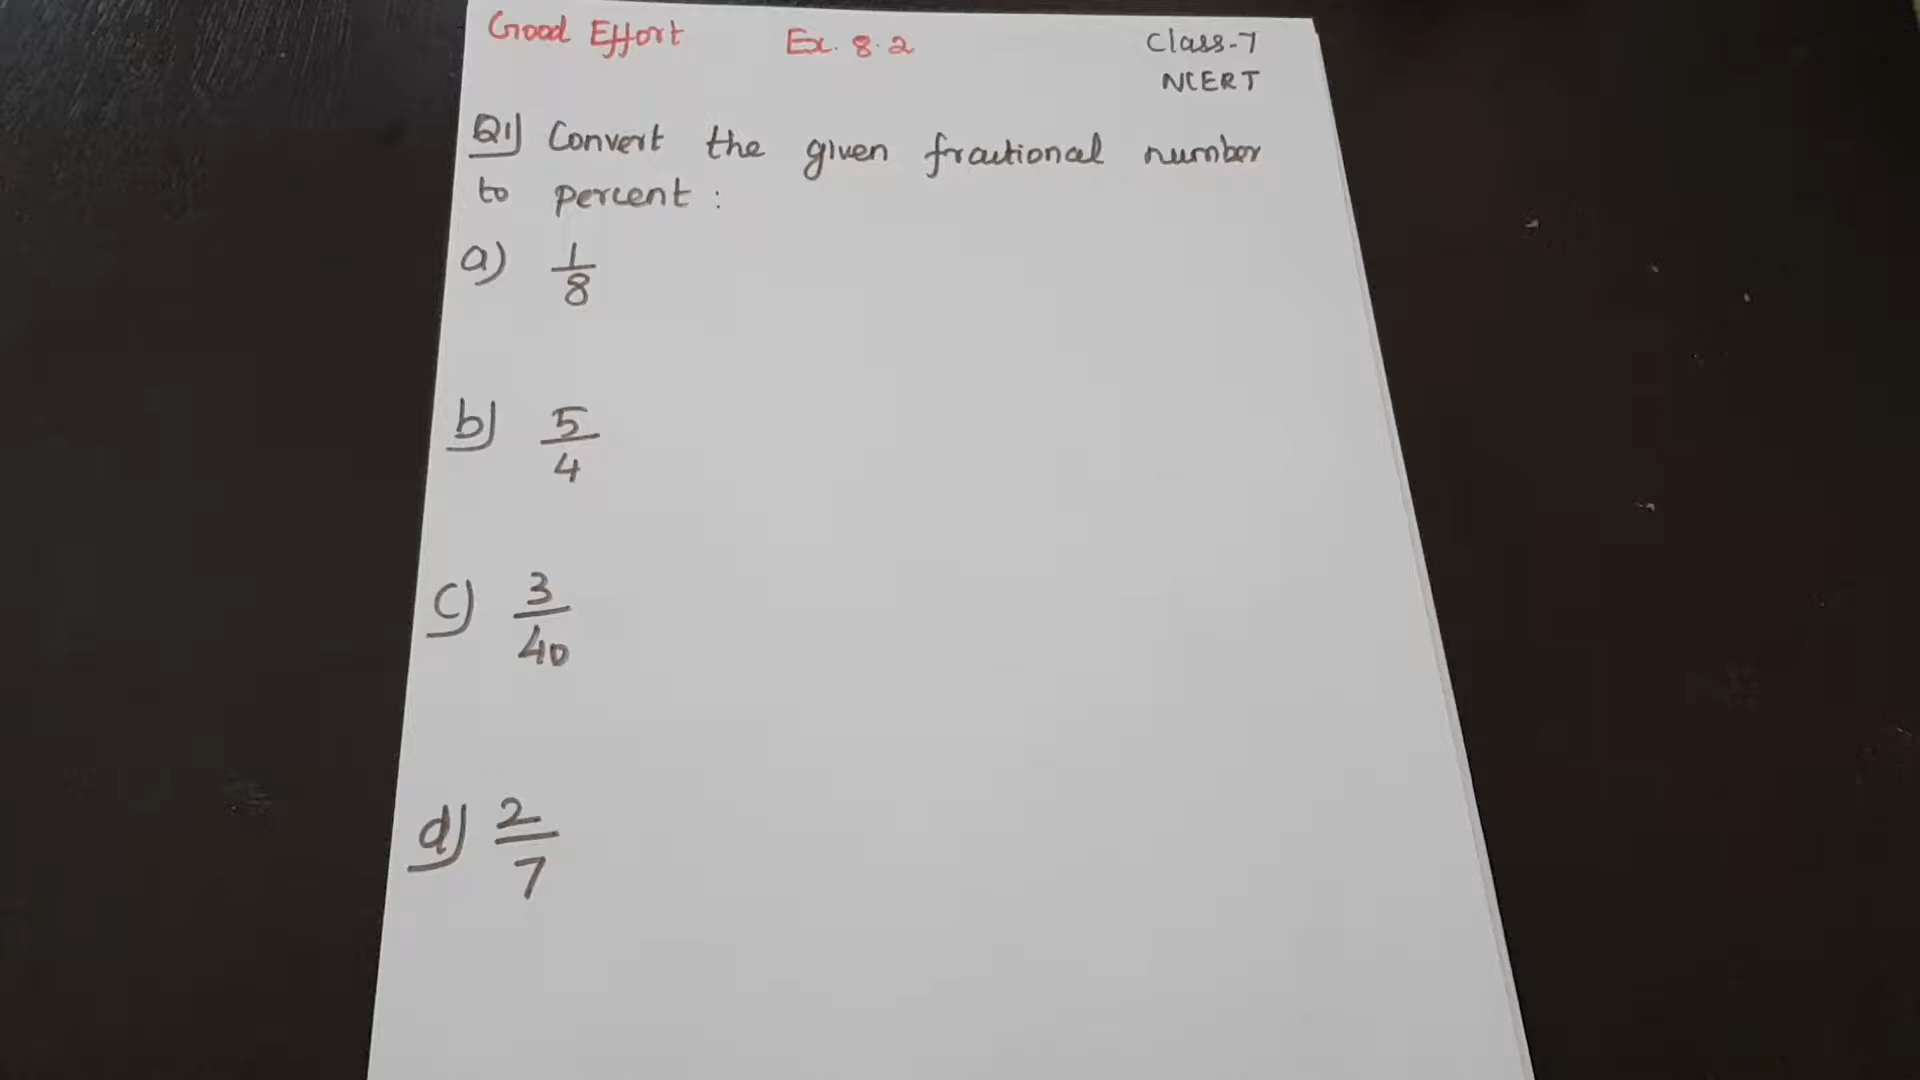 Good Effort Ex. 8.2 Class-7
NCERT
Q1) Convert the given fractional number
to percent :
a) 1/8
b) 5/4
c) 3/40
d) 2/7